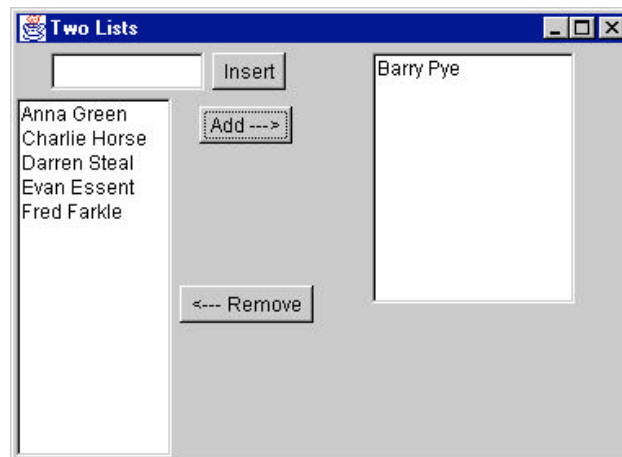 Two Lists
Insert
Add --->
Anna Green
Charlie Horse
Darren Steal
Evan Essent
Fred Farkle
<--- Remove
Barry Pye